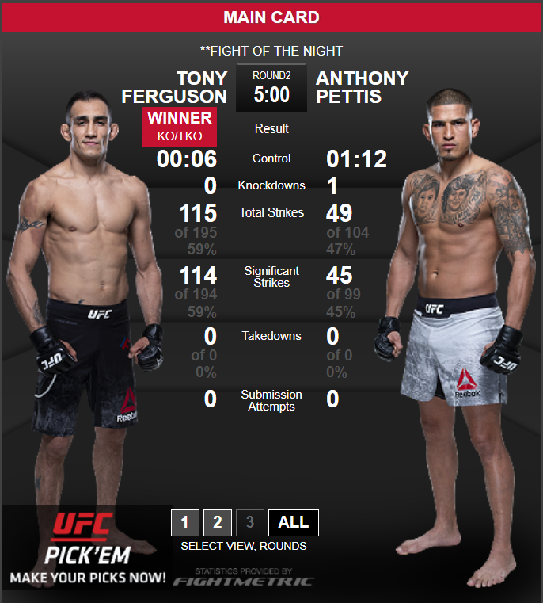 MAIN CARD
**FIGHT OF THE NIGHT
TONY FERGUSON
ROUND2
5:00
ANTHONY PETTIS
WINNER
KO/TKO
Result
00:06 Control 01:12
0 Knockdowns 1
115 Total Strikes 49
of 195 of 104
59% 47%
114 Significant Strikes 45
of 194 of 99
59% 45%
0 Takedowns 0
of 0 of 0
0% 0%
0 Submission Attempts 0
UFC
UFC
UFC
UFC
Reebok
Reebok
UFC
PICK'EM
MAKE YOUR PICKS NOW!
1 2 3 ALL
SELECT VIEW, ROUNDS
STATISTICS PROVIDED BY
FIGHTMETRIC